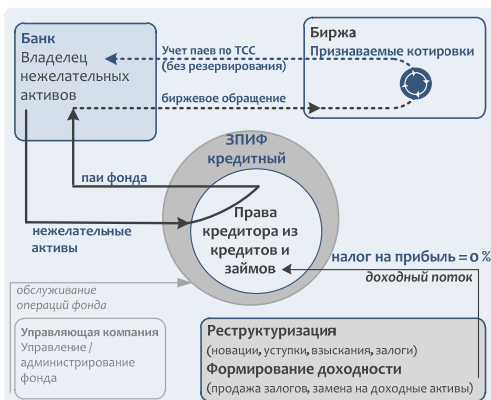 Банк
Владелец
нежелательных
активов
Учет паев по ТСС
(без резервирования)
биржевое обращение
Биржа
Признаваемые котировки
ЗПИФ
кредитный
паи фонда
Права
кредитора из
кредитов и
займов
нежелательные
активы
налог на прибыль = 0 %
доходный поток
обслуживание
операций фонда
Управляющая компания
Управление /
администрирование
фонда
Реструктуризация
(новации, уступки, взыскания, залоги)
Формирование доходности
(продажа залогов, замена на доходные активы)